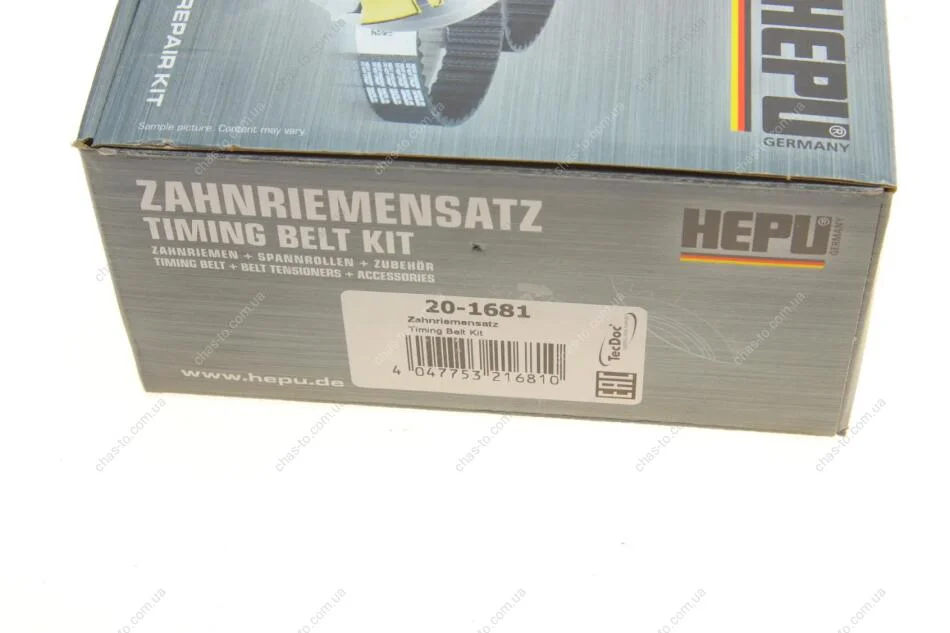 REPAIR KIT
Sample picture. Content may vary.
HEPU®
GERMANY
ZAHNRIEMENSATZ
TIMING BELT KIT
ZAHNRIEMEN + SPANNROLLEN + ZUBEHÖR
TIMING BELT + BELT TENSIONERS + ACCESSORIES
HEPU®
GERMANY
20-1681
Zahnriemensatz
Timing Belt Kit
4 047753 216810
TecDoc
EAC
www.hepu.de
chas-to.com.ua